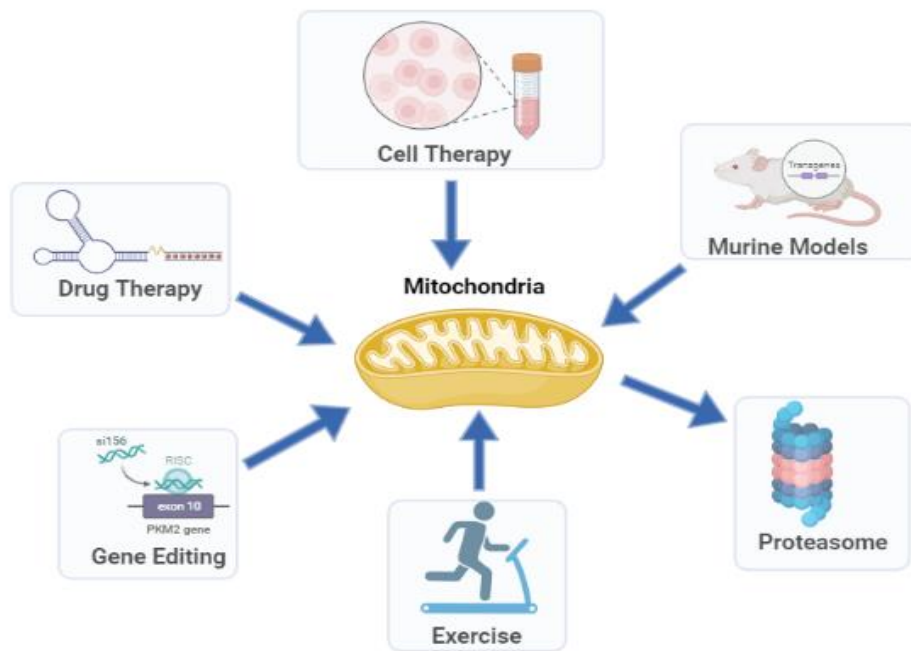 Cell Therapy
Transgenes
Murine Models
Drug Therapy
Mitochondria
si156
RISC
exon 10
PKM2 gene
Gene Editing
Proteasome
Exercise